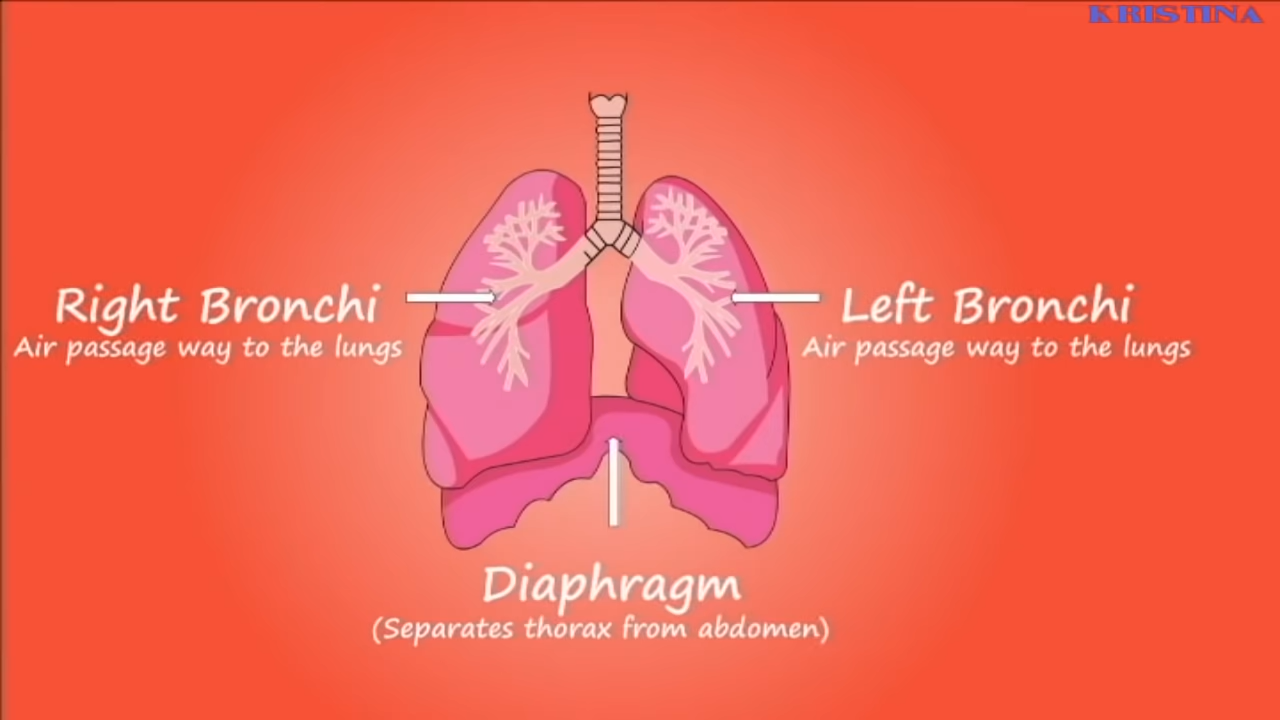 KRISTINA
Right Bronchi
Air passage way to the lungs
Left Bronchi
Air passage way to the lungs
Diaphragm
(Separates thorax from abdomen)